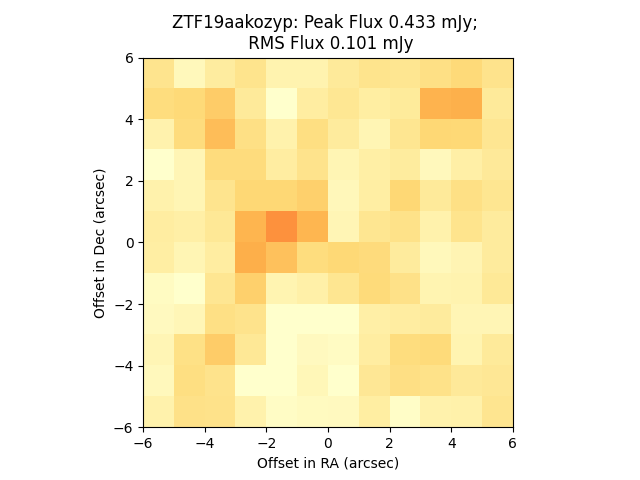 ZTF19aakozyp: Peak Flux 0.433 mJy;
RMS Flux 0.101 mJy
6
4
2
0
−2
−4
−6
Offset in Dec (arcsec)
−6 −4 −2 0 2 4 6
Offset in RA (arcsec)